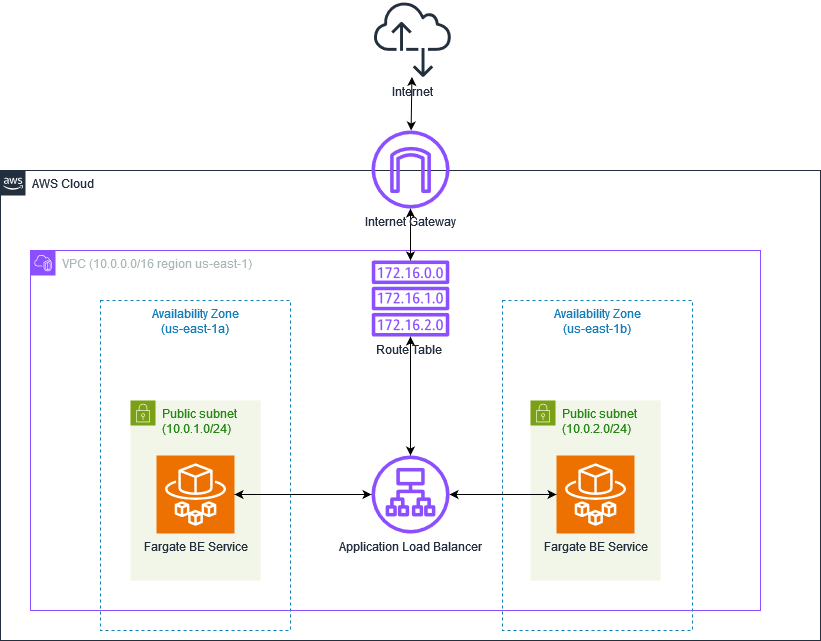 Internet
aws
AWS Cloud
Internet Gateway
VPC (10.0.0.0/16 region us-east-1)
172.16.0.0
172.16.1.0
172.16.2.0
Route Table
Availability Zone
(us-east-1a)
Availability Zone
(us-east-1b)
Public subnet
(10.0.1.0/24)
Public subnet
(10.0.2.0/24)
Fargate BE Service
Application Load Balancer
Fargate BE Service